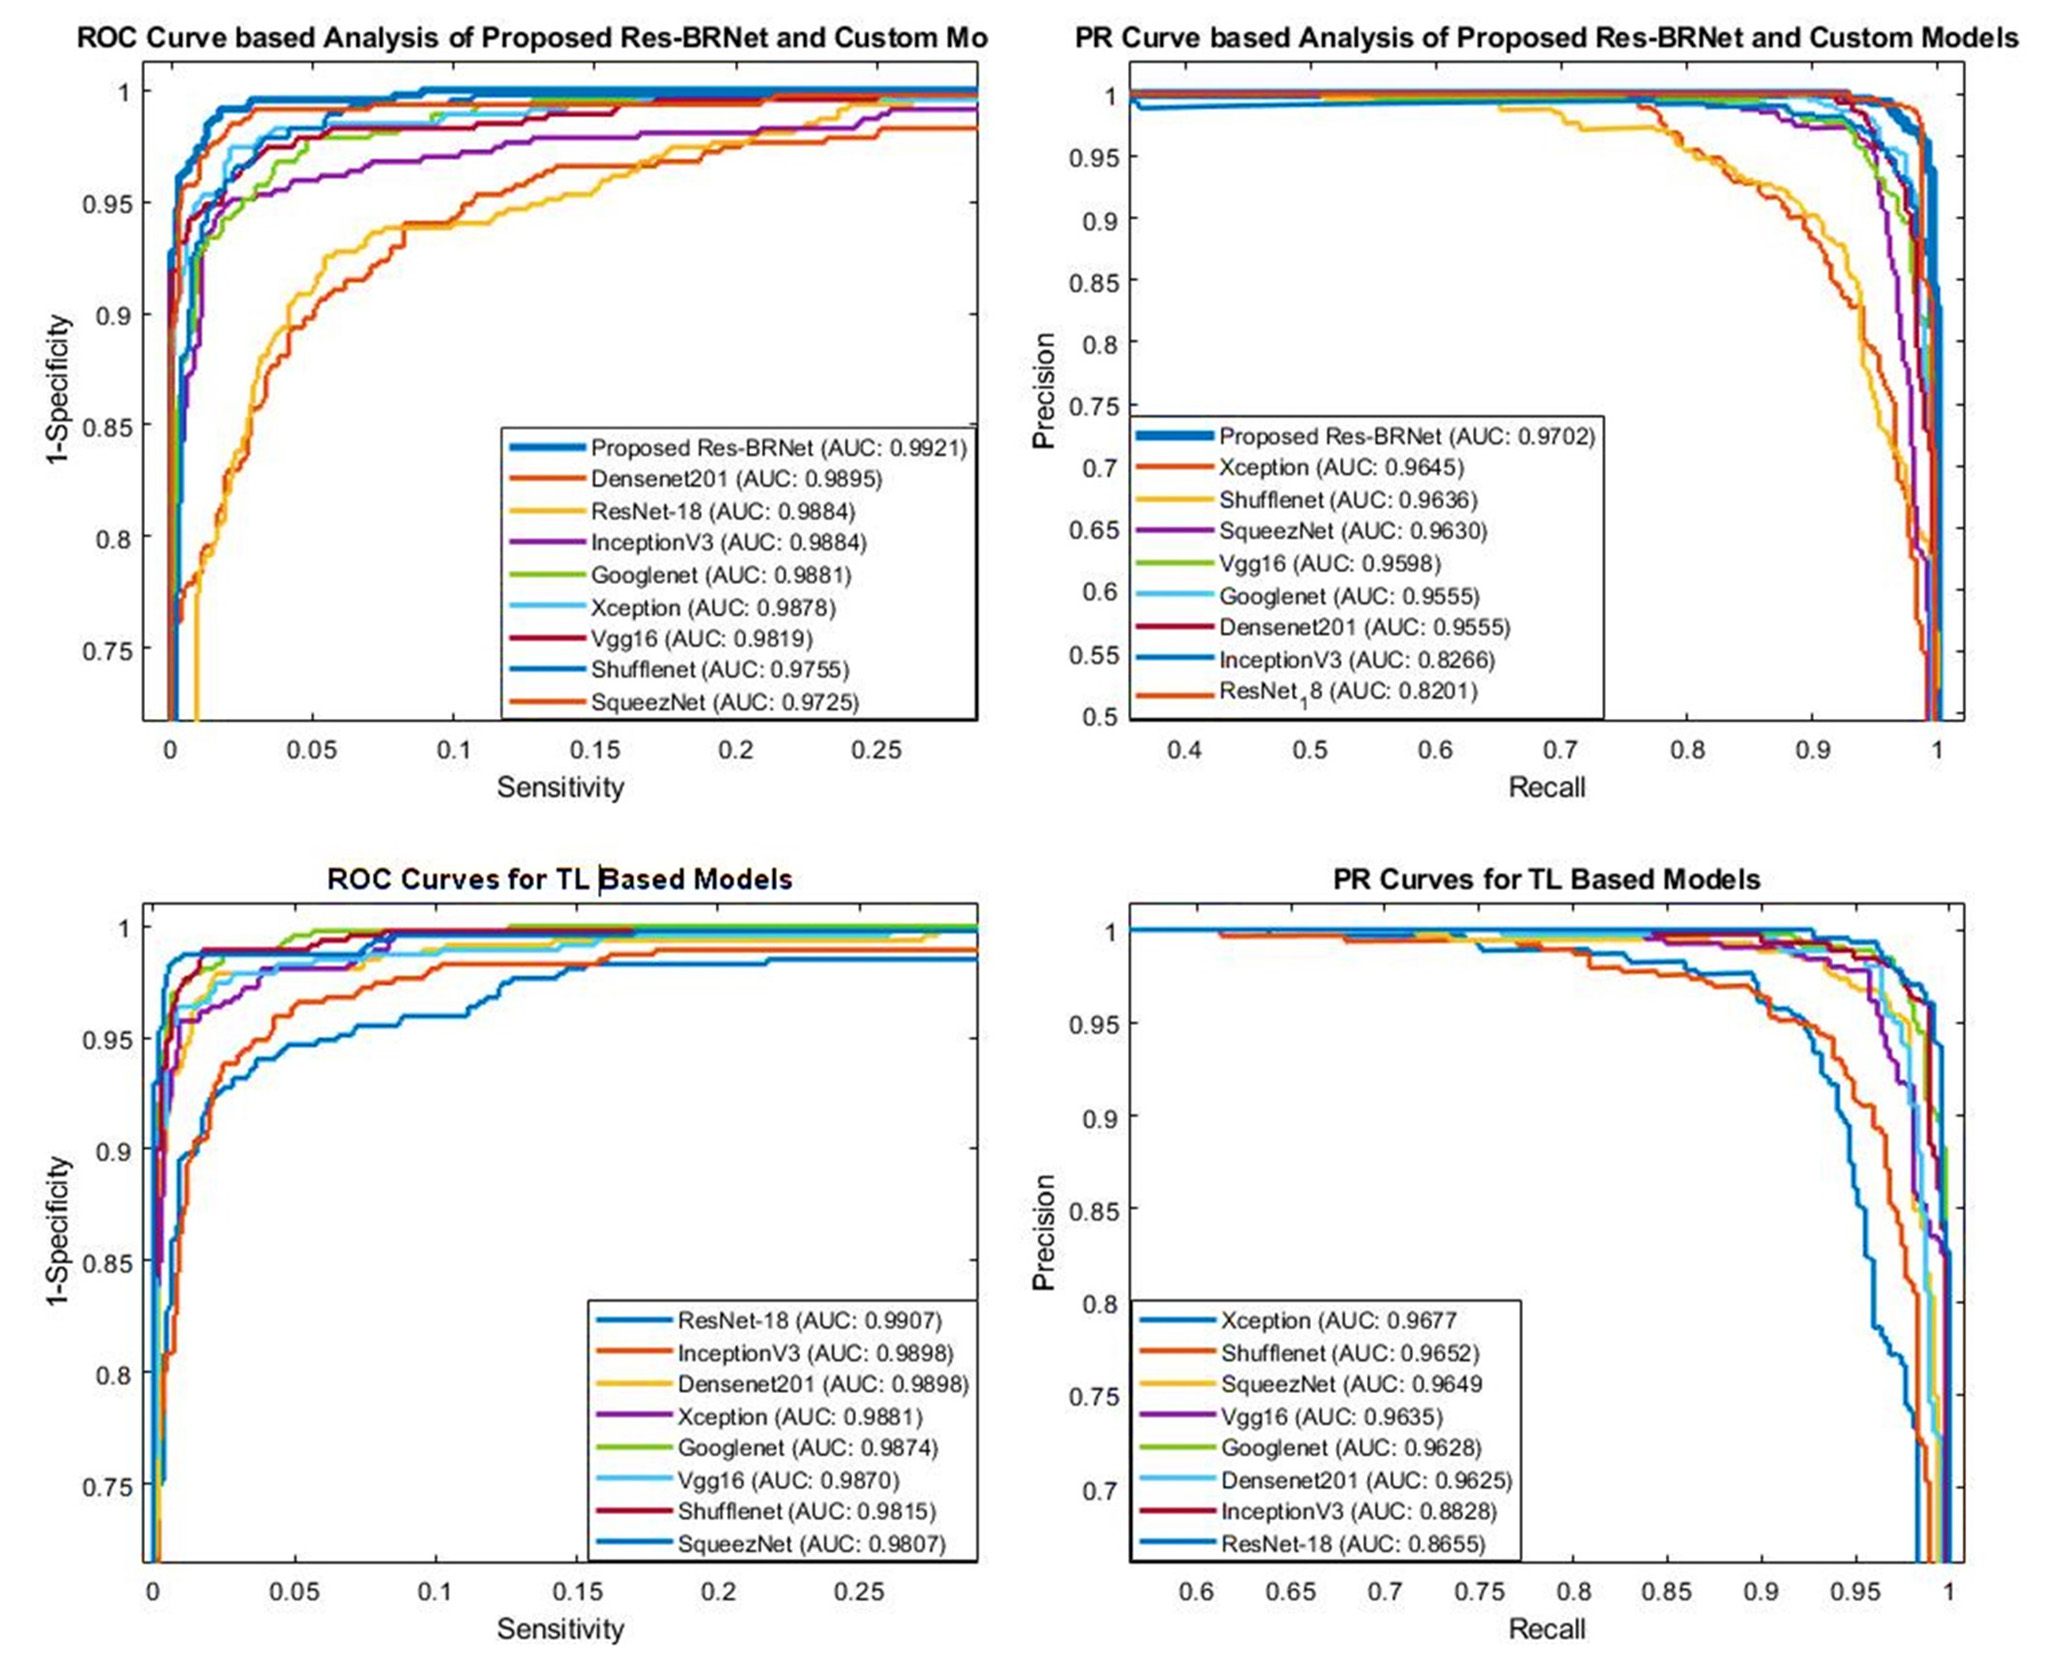 ROC Curve based Analysis of Proposed Res-BRNet and Custom Mo
1
0.95
0.9
0.85
0.8
0.75
1-Specificity
Proposed Res-BRNet (AUC: 0.9921)
Densenet201 (AUC: 0.9895)
ResNet-18 (AUC: 0.9884)
InceptionV3 (AUC: 0.9884)
Googlenet (AUC: 0.9881)
Xception (AUC: 0.9878)
Vgg16 (AUC: 0.9819)
Shufflenet (AUC: 0.9755)
SqueezNet (AUC: 0.9725)
0 0.05 0.1 0.15 0.2 0.25
Sensitivity
PR Curve based Analysis of Proposed Res-BRNet and Custom Models
1
0.95
0.9
0.85
0.8
0.75
0.7
0.65
0.6
0.55
0.5
Precision
Proposed Res-BRNet (AUC: 0.9702)
Xception (AUC: 0.9645)
Shufflenet (AUC: 0.9636)
SqueezNet (AUC: 0.9630)
Vgg16 (AUC: 0.9598)
Googlenet (AUC: 0.9555)
Densenet201 (AUC: 0.9555)
InceptionV3 (AUC: 0.8266)
ResNet₁8 (AUC: 0.8201)
0.4 0.5 0.6 0.7 0.8 0.9 1
Recall
ROC Curves for TL Based Models
1
0.95
0.9
0.85
0.8
0.75
1-Specificity
ResNet-18 (AUC: 0.9907)
InceptionV3 (AUC: 0.9898)
Densenet201 (AUC: 0.9898)
Xception (AUC: 0.9881)
Googlenet (AUC: 0.9874)
Vgg16 (AUC: 0.9870)
Shufflenet (AUC: 0.9815)
SqueezNet (AUC: 0.9807)
0 0.05 0.1 0.15 0.2 0.25
Sensitivity
PR Curves for TL Based Models
1
0.95
0.9
0.85
0.8
0.75
0.7
Precision
Xception (AUC: 0.9677
Shufflenet (AUC: 0.9652)
SqueezNet (AUC: 0.9649
Vgg16 (AUC: 0.9635)
Googlenet (AUC: 0.9628)
Densenet201 (AUC: 0.9625)
InceptionV3 (AUC: 0.8828)
ResNet-18 (AUC: 0.8655)
0.6 0.65 0.7 0.75 0.8 0.85 0.9 0.95 1
Recall